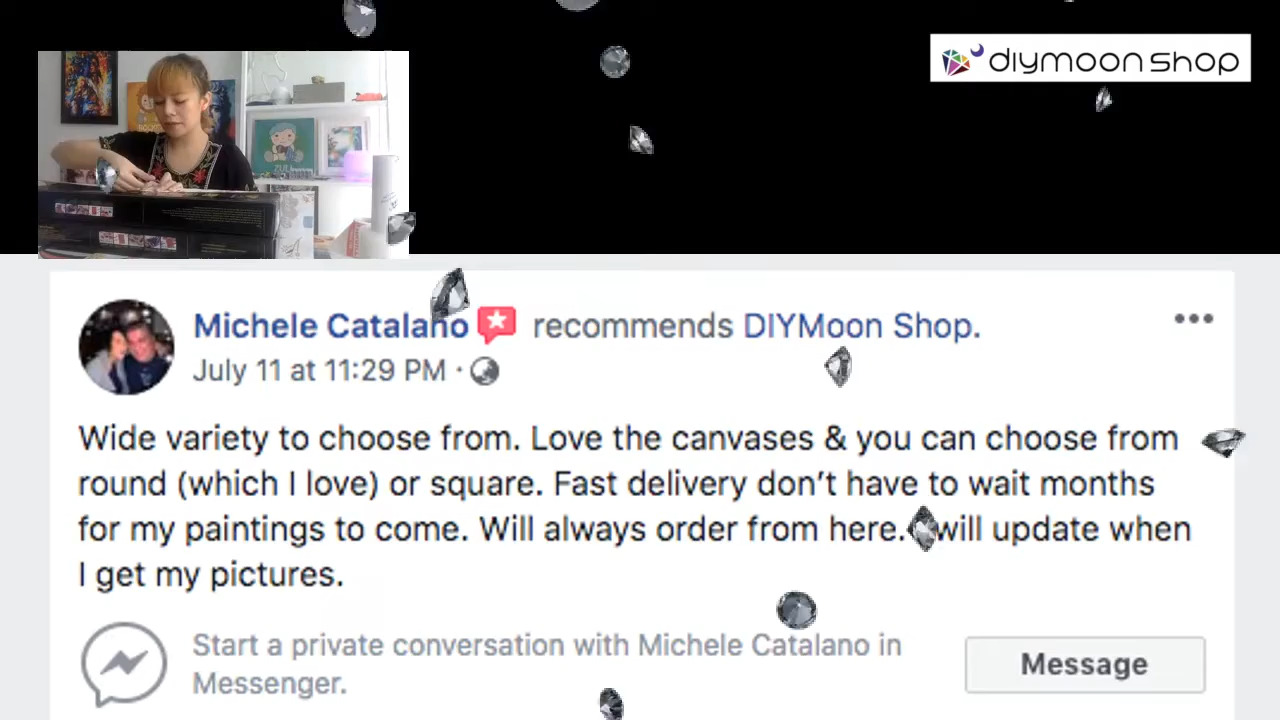 diymoon shop
Michele Catalano recommends DIYMoon Shop.
July 11 at 11:29 PM ·
Wide variety to choose from. Love the canvases & you can choose from
round (which I love) or square. Fast delivery don't have to wait months
for my paintings to come. Will always order from here. will update when
I get my pictures.
Start a private conversation with Michele Catalano in
Messenger.
Message